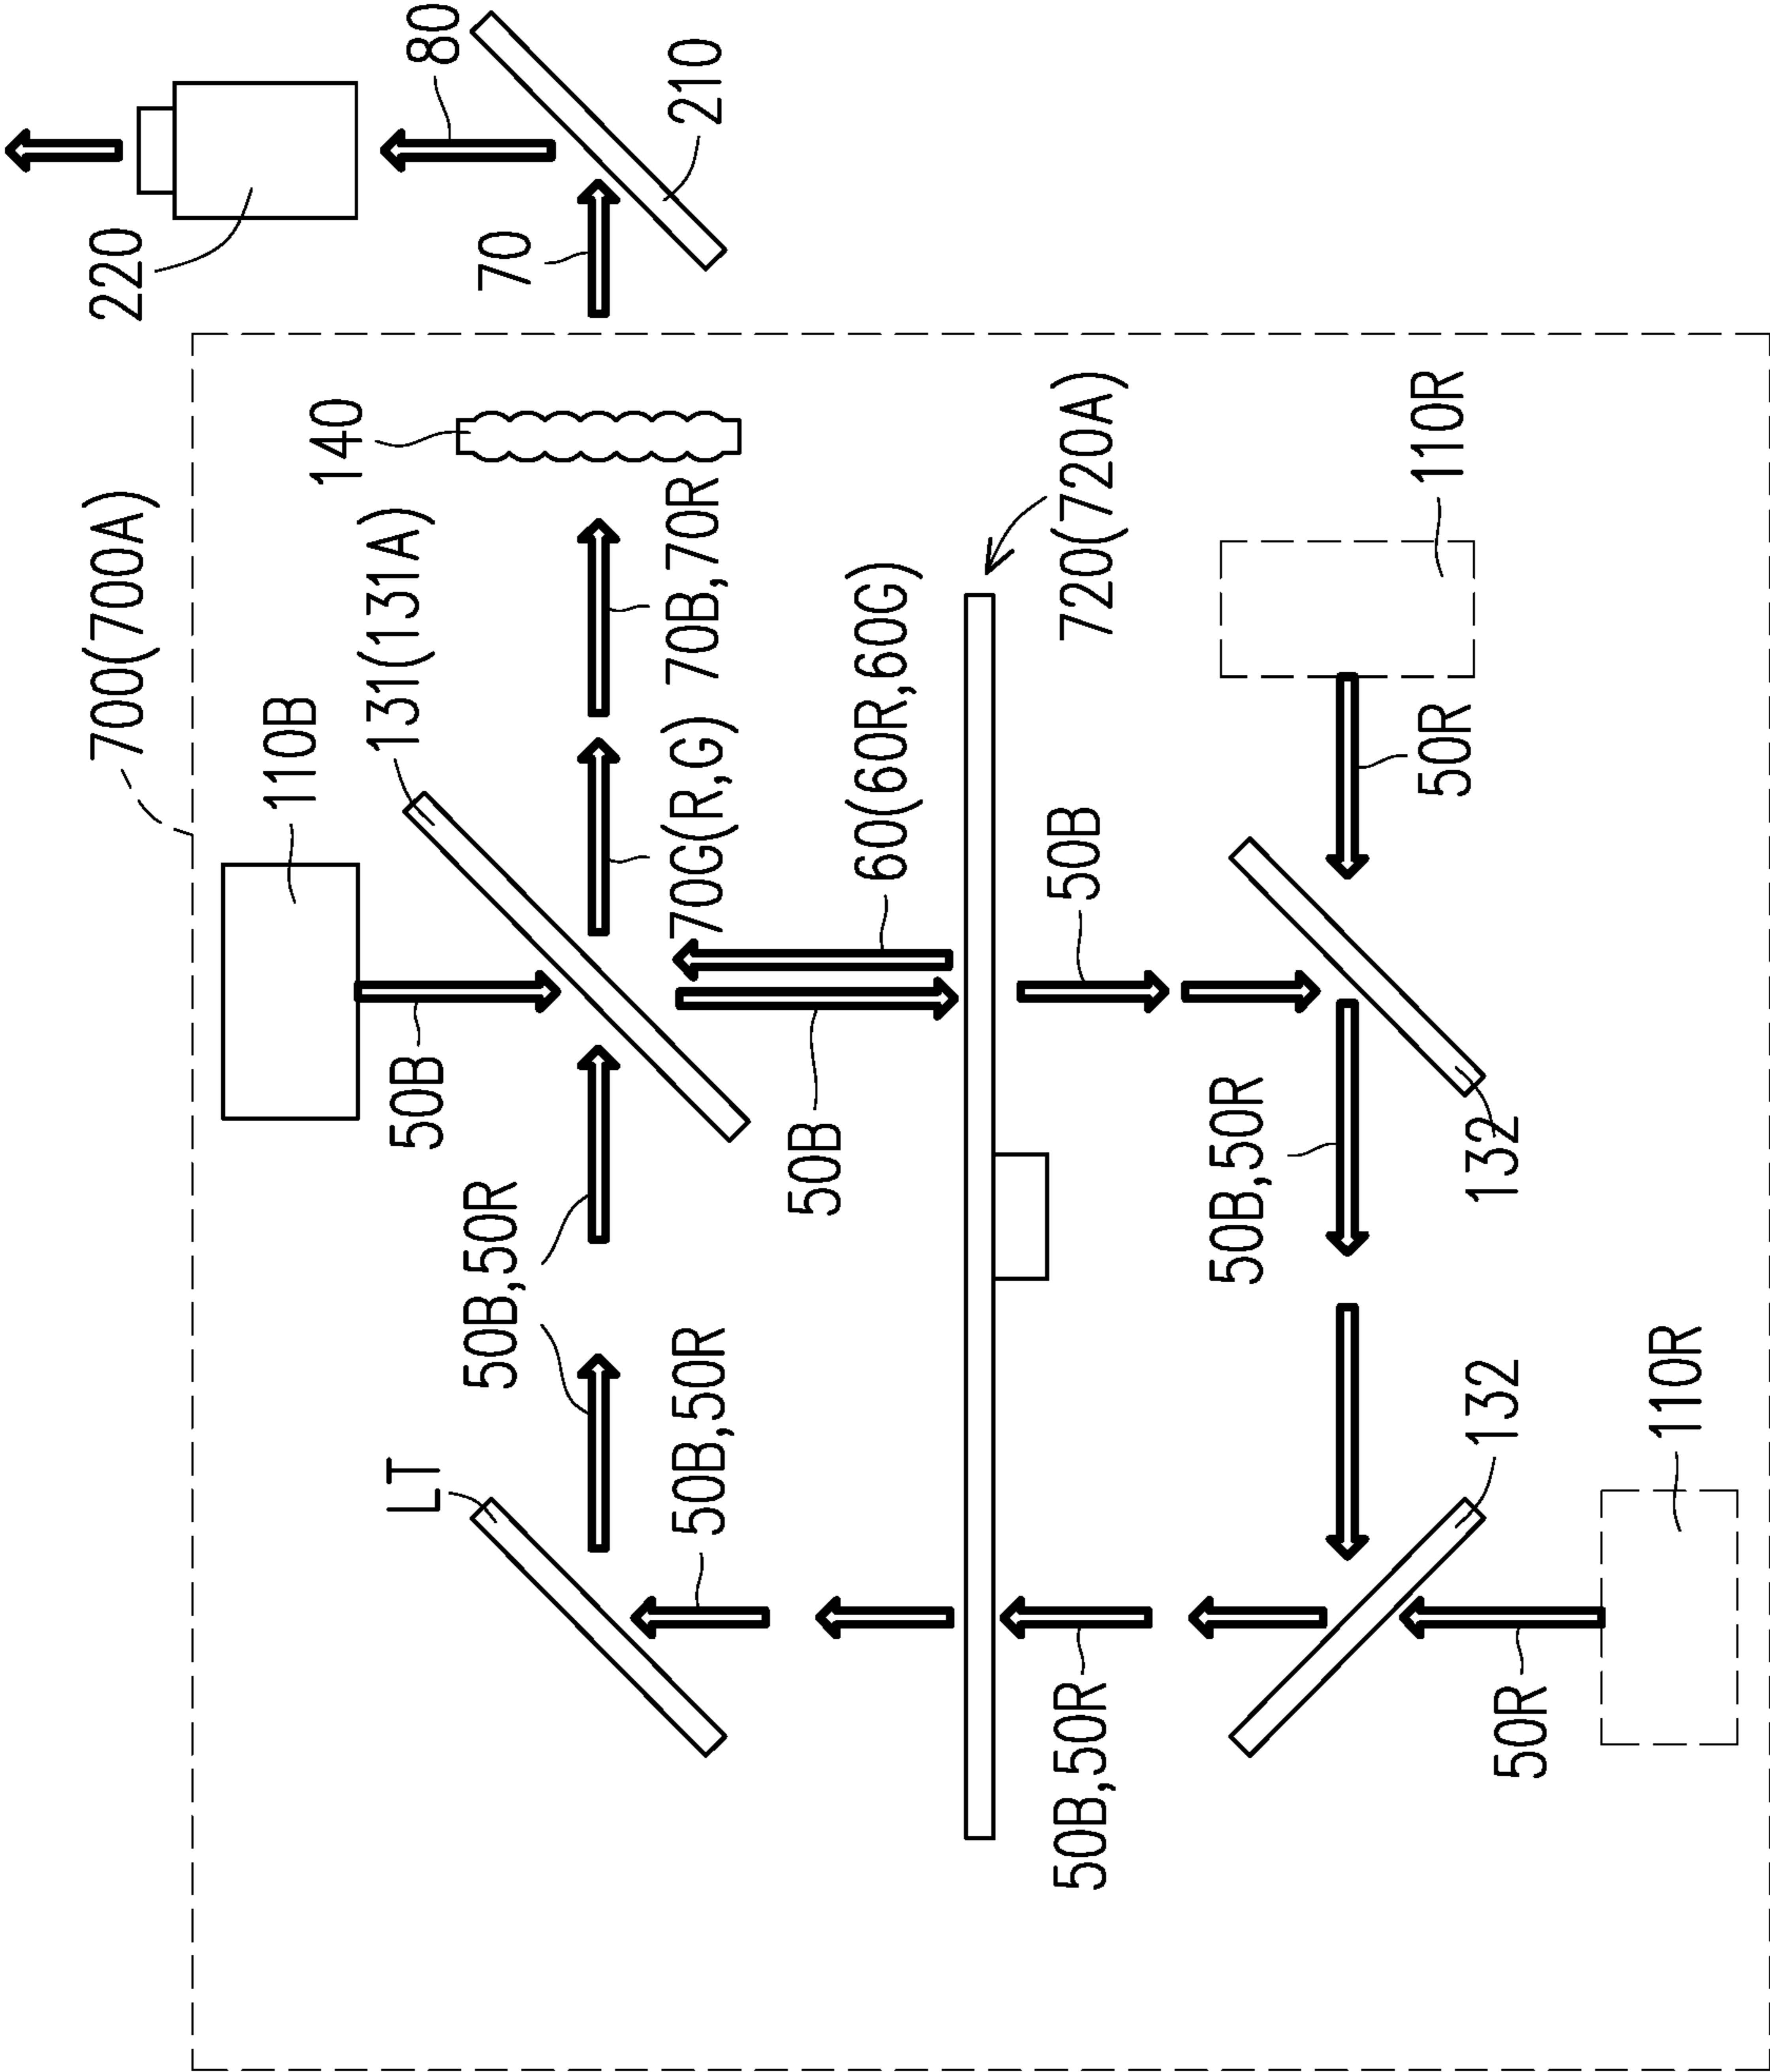 220
80
210
70
700(700A)
110B
131(131A)
140
50B
70G(R,G)
70B,70R
50B,50R
60(60R,60G)
50B
720(720A)
LT
50B,50R
50B
110R
50R
50B,50R
132
50B,50R
132
50R
110R